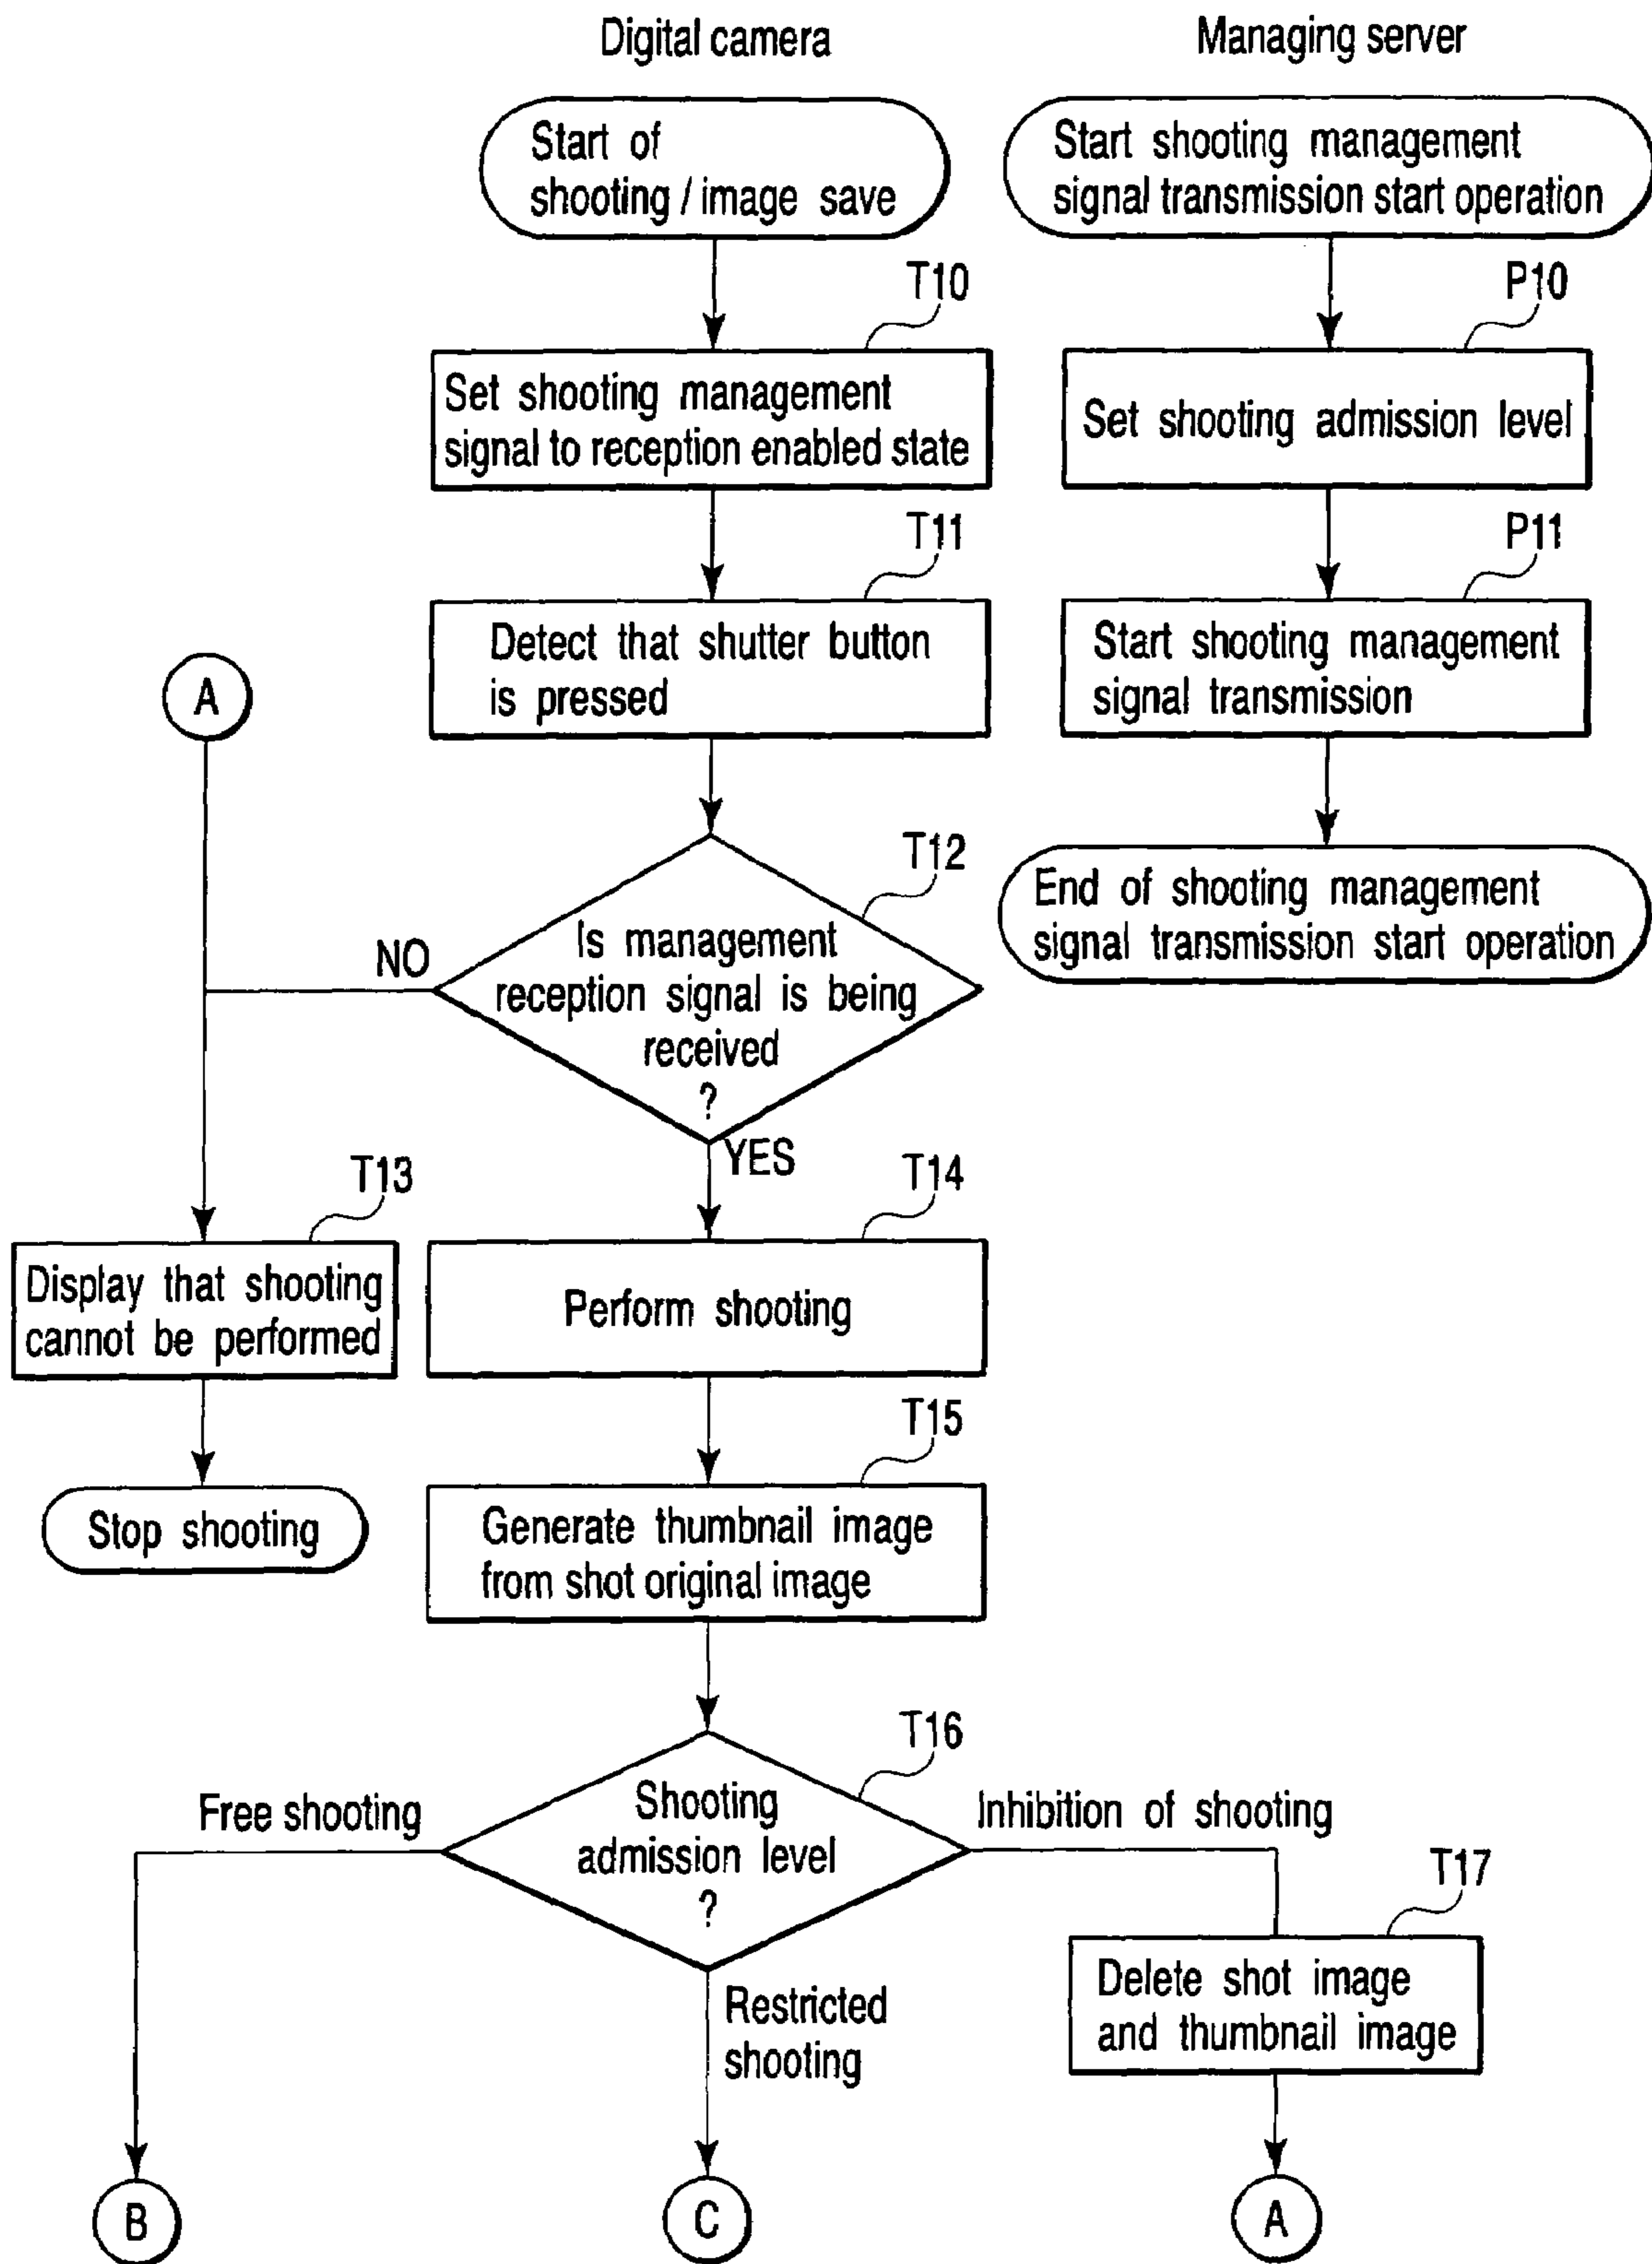 Digital camera
Managing server
Start of
shooting / image save
Start shooting management
signal transmission start operation
T10
P10
Set shooting management
signal to reception enabled state
Set shooting admission level
T11
P11
Detect that shutter button
is pressed
Start shooting management
signal transmission
A
T12
End of shooting management
signal transmission start operation
NO
Is management
reception signal is being
received
?
YES
T13
T14
Display that shooting
cannot be performed
Perform shooting
T15
Stop shooting
Generate thumbnail image
from shot original image
T16
Free shooting
Shooting
admission level
?
Inhibition of shooting
T17
Restricted
shooting
Delete shot image
and thumbnail image
B
C
A